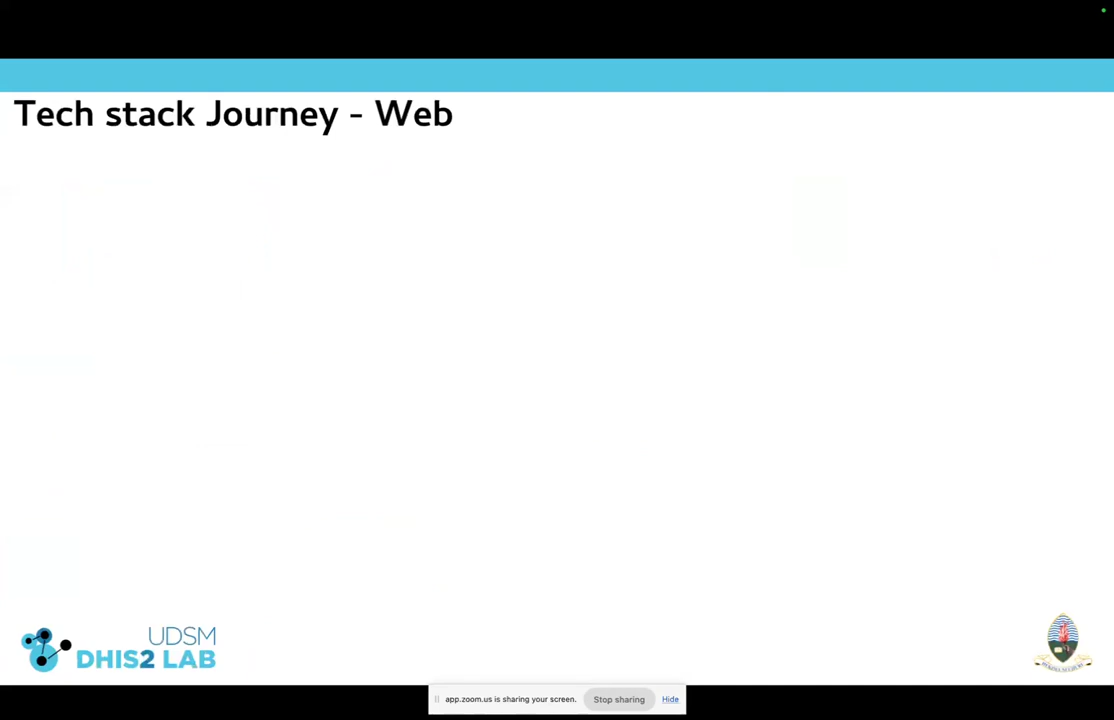 Tech stack Journey - Web
UDSM
DHIS2 LAB
app.zoom.us is sharing your screen.
Stop sharing
Hide